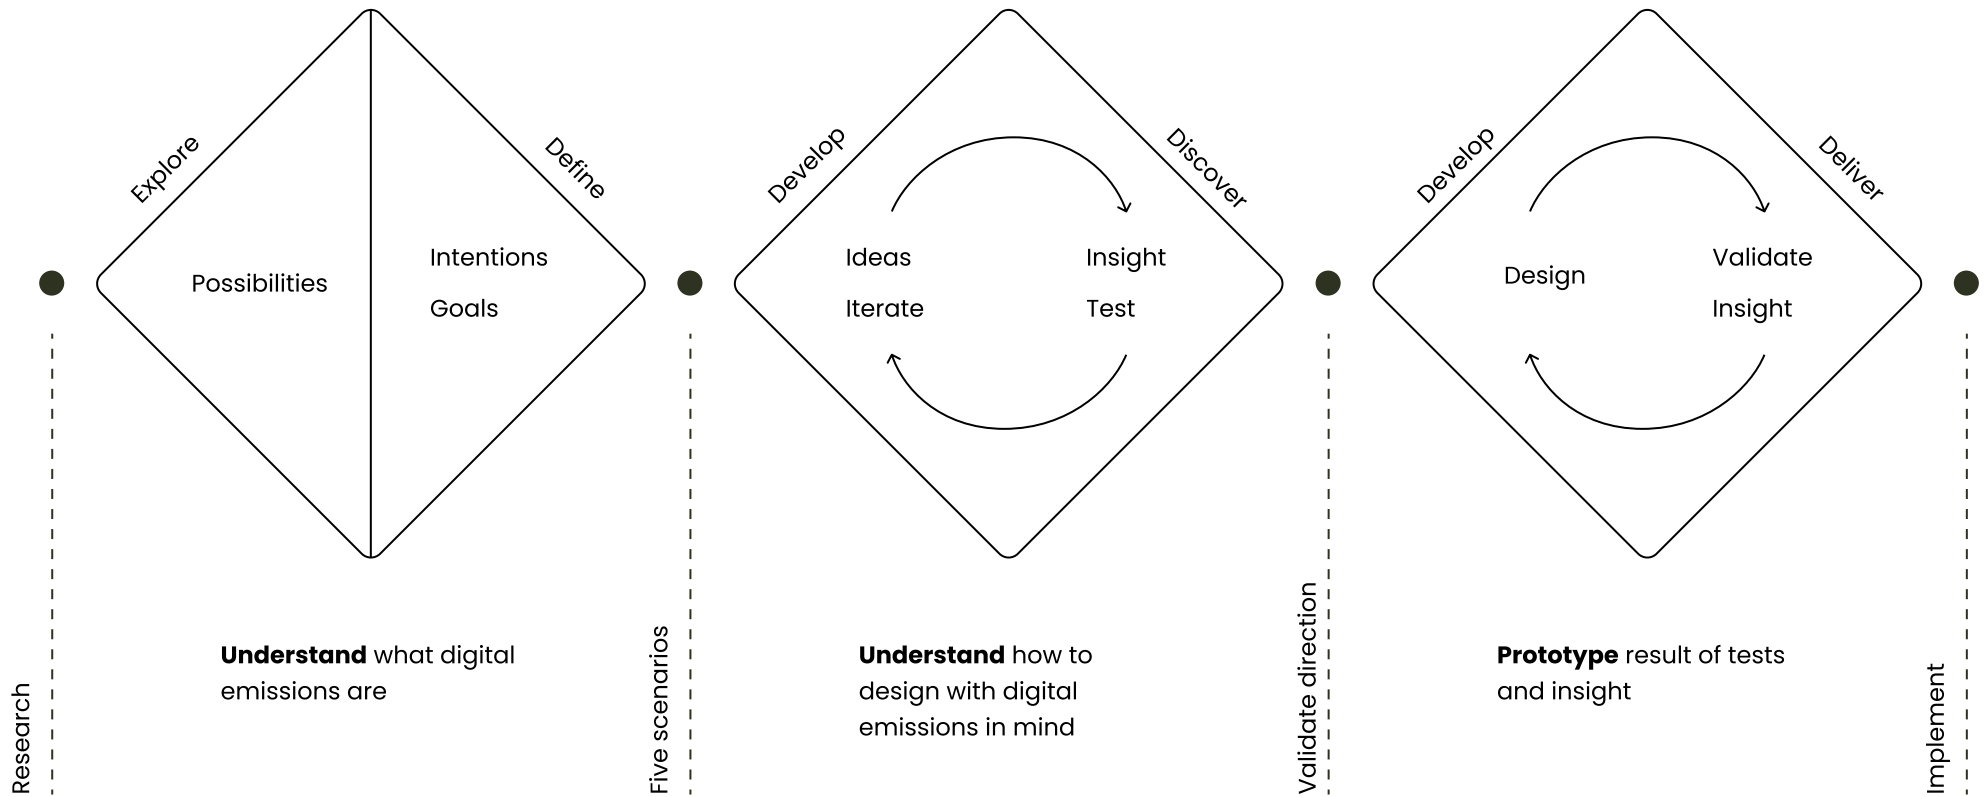 Explore
Define
Possibilities
Intentions
Goals
Understand what digital
emissions are
Research
Develop
Discover
Ideas
Iterate
Insight
Test
Understand how to
design with digital
emissions in mind
Five scenarios
Develop
Deliver
Design
Validate
Insight
Prototype result of tests
and insight
Validate direction
Implement